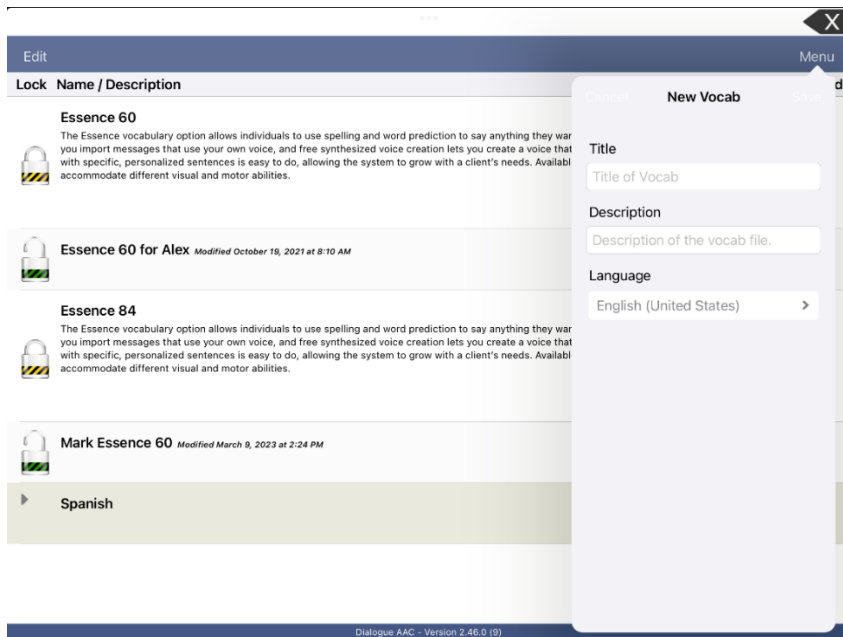 X
Edit
Menu
Lock Name / Description
d
Cancel New Vocab Save
Essence 60
The Essence vocabulary option allows individuals to use spelling and word prediction to say anything they war
you import messages that use your own voice, and free synthesized voice creation lets you create a voice that
with specific, personalized sentences is easy to do, allowing the system to grow with a client's needs. Availabl
accommodate different visual and motor abilities.
Essence 60 for Alex Modified October 19, 2021 at 8:10 AM
Essence 84
The Essence vocabulary option allows individuals to use spelling and word prediction to say anything they war
you import messages that use your own voice, and free synthesized voice creation lets you create a voice that
with specific, personalized sentences is easy to do, allowing the system to grow with a client's needs. Availabl
accommodate different visual and motor abilities.
Mark Essence 60 Modified March 9, 2023 at 2:24 PM
Spanish
Title
Title of Vocab
Description
Description of the vocab file.
Language
English (United States)
Dialogue AAC - Version 2.46.0 (9)